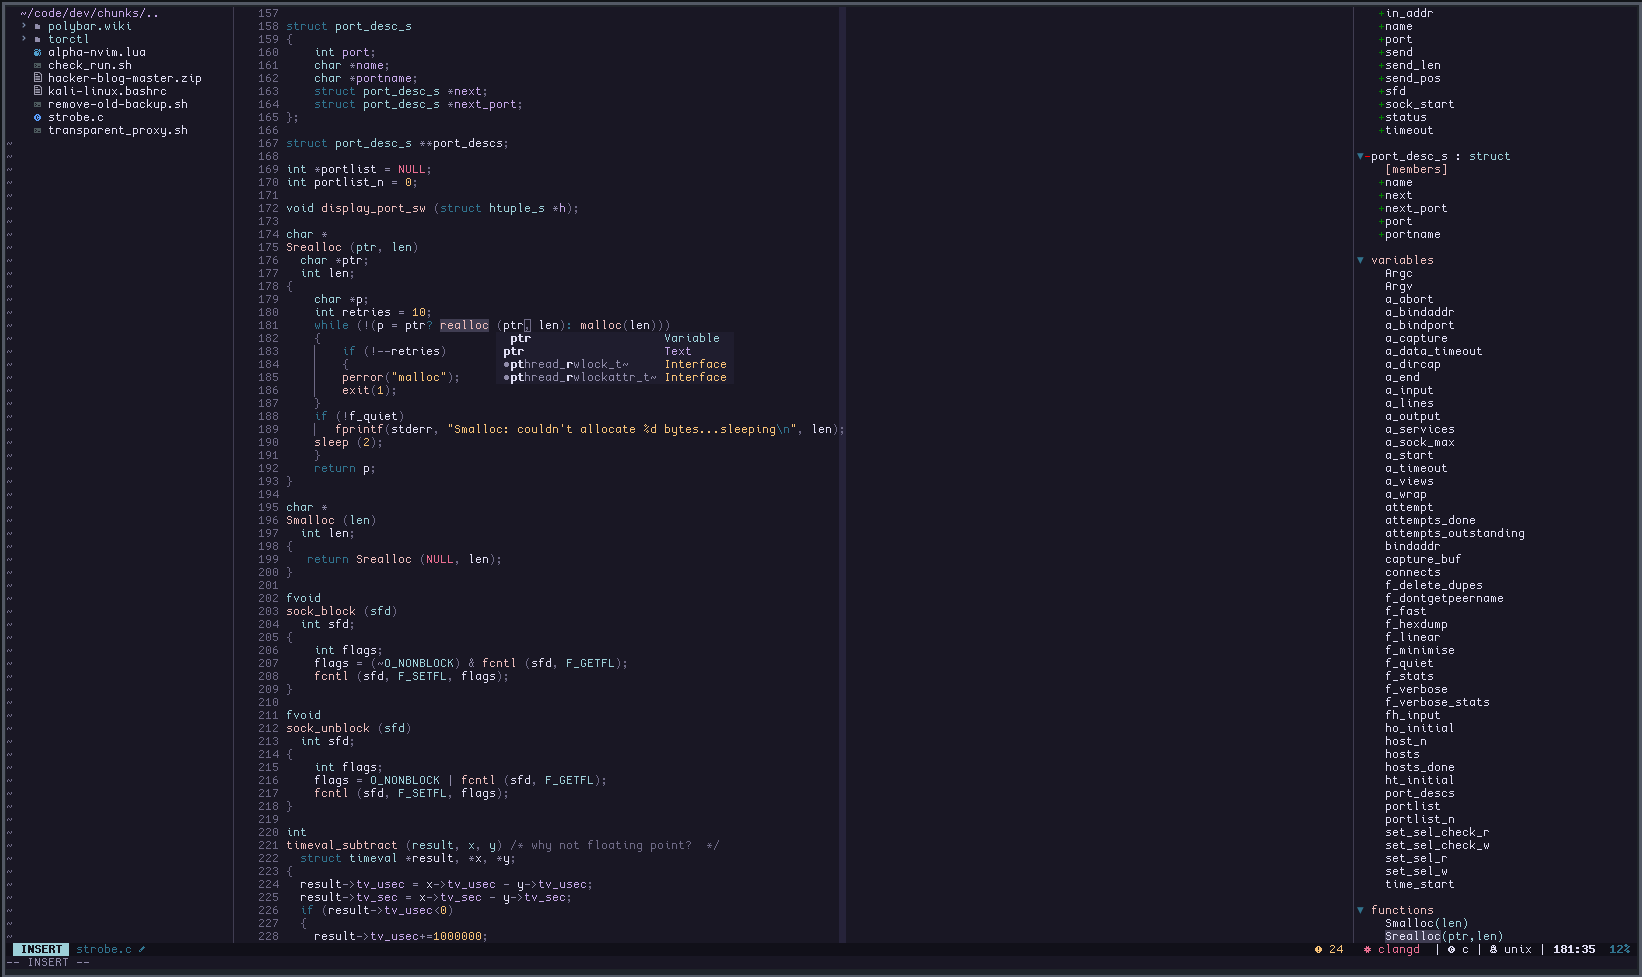 ~/code/dev/chunks/..
polybar.wiki
torctl
alpha-nvim.lua
check_run.sh
hacker-blog-master.zip
kali-linux.bashrc
remove-old-backup.sh
strobe.c
transparent_proxy.sh
157
158 struct port_desc_s
159 {
160     int port;
161     char *name;
162     char *portname;
163     struct port_desc_s *next;
164     struct port_desc_s *next_port;
165 };
166
167 struct port_desc_s **port_descs;
168
169 int *portlist = NULL;
170 int portlist_n = 0;
171
172 void display_port_sw (struct htuple_s *h);
173
174 char *
175 Srealloc (ptr, len)
176   char *ptr;
177   int len;
178 {
179     char *p;
180     int retries = 10;
181     while (!(p = ptr? realloc (ptr, len): malloc(len)))
182     {
183         if (!--retries)
184         {
185         perror("malloc");
186         exit(1);
187     }
188     if (!f_quiet)
189        fprintf(stderr, "Smalloc: couldn't allocate %d bytes...sleeping\n", len);
190     sleep (2);
191     }
192     return p;
193 }
194
195 char *
196 Smalloc (len)
197   int len;
198 {
199    return Srealloc (NULL, len);
200 }
201
202 fvoid
203 sock_block (sfd)
204   int sfd;
205 {
206     int flags;
207     flags = (~O_NONBLOCK) & fcntl (sfd, F_GETFL);
208     fcntl (sfd, F_SETFL, flags);
209 }
210
211 fvoid
212 sock_unblock (sfd)
213   int sfd;
214 {
215     int flags;
216     flags = O_NONBLOCK | fcntl (sfd, F_GETFL);
217     fcntl (sfd, F_SETFL, flags);
218 }
219
220 int
221 timeval_subtract (result, x, y) /* why not floating point?  */
222   struct timeval *result, *x, *y;
223 {
224   result->tv_usec = x->tv_usec - y->tv_usec;
225   result->tv_sec = x->tv_sec - y->tv_sec;
226   if (result->tv_usec<0)
227   {
228     result->tv_usec+=1000000;
ptr Variable
ptr Text
•pthread_rwlock_t~ Interface
•pthread_rwlockattr_t~ Interface
+in_addr
+name
+port
+send
+send_len
+send_pos
+sfd
+sock_start
+status
+timeout
▼-port_desc_s : struct
[members]
+name
+next
+next_port
+port
+portname
▼ variables
Argc
Argv
a_abort
a_bindaddr
a_bindport
a_capture
a_data_timeout
a_dircap
a_end
a_input
a_lines
a_output
a_services
a_sock_max
a_start
a_timeout
a_views
a_wrap
attempt
attempts_done
attempts_outstanding
bindaddr
capture_buf
connects
f_delete_dupes
f_dontgetpeername
f_fast
f_hexdump
f_linear
f_minimise
f_quiet
f_stats
f_verbose
f_verbose_stats
fh_input
ho_initial
host_n
hosts
hosts_done
ht_initial
port_descs
portlist
portlist_n
set_sel_check_r
set_sel_check_w
set_sel_r
set_sel_w
time_start
▼ functions
Smalloc(len)
Srealloc(ptr,len)
INSERT strobe.c 24 clangd | c | unix | 181:35 12%
-- INSERT --